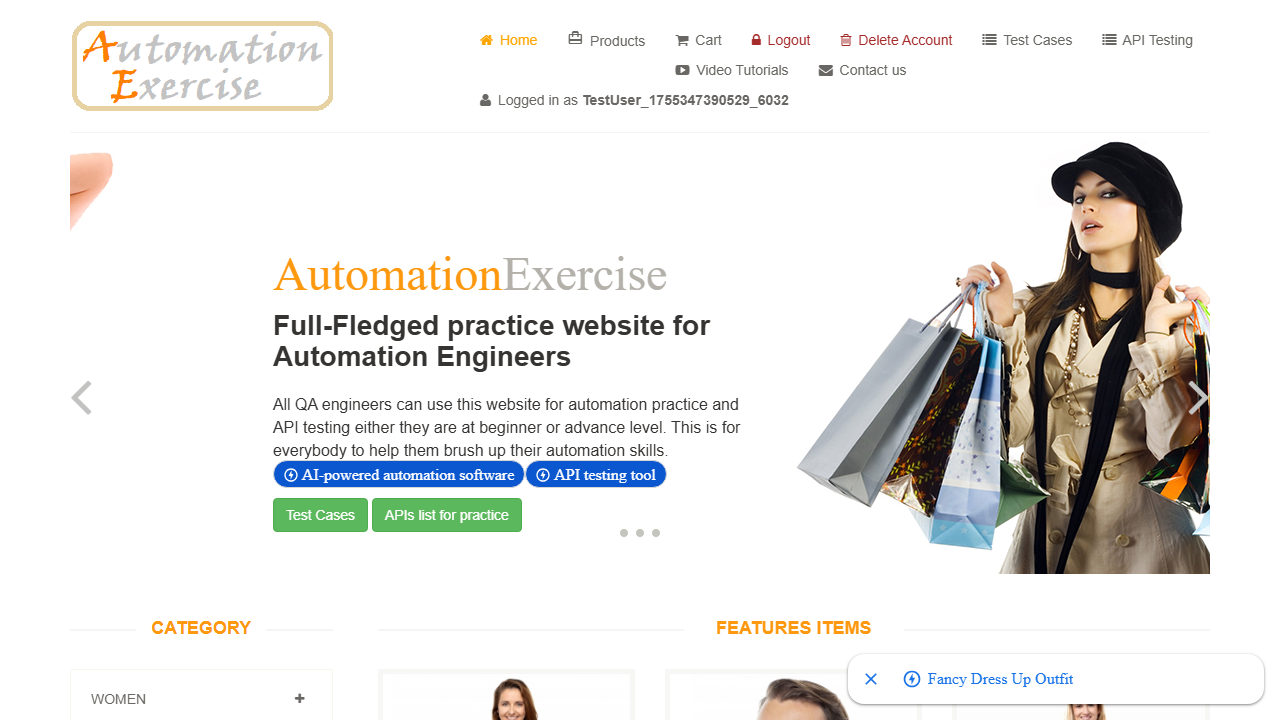 Automation
Exercise
Home
Products
Cart
Logout
Delete Account
Test Cases
API Testing
Video Tutorials
Contact us
Logged in as TestUser_1755347390529_6032
AutomationExercise
Full-Fledged practice website for
Automation Engineers
All QA engineers can use this website for automation practice and
API testing either they are at beginner or advance level. This is for
everybody to help them brush up their automation skills.
AI-powered automation software
API testing tool
Test Cases
APIs list for practice
CATEGORY
FEATURES ITEMS
WOMEN
Fancy Dress Up Outfit